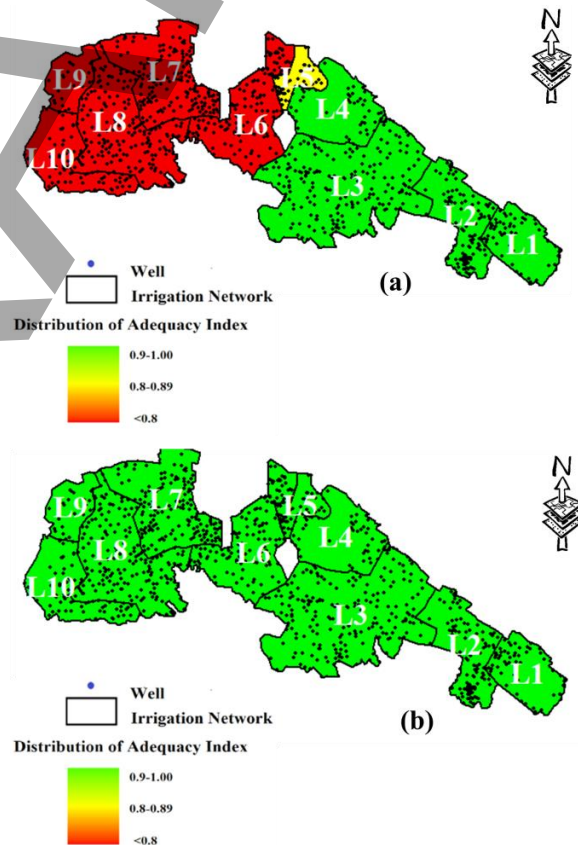 N
L9
L7
L5
L4
L8
L6
L10
L3
L2
L1
Well
(a)
Irrigation Network
Distribution of Adequacy Index
0.9-1.00
0.8-0.89
<0.8
N
L9
L7
L5
L4
L8
L6
L10
L3
L2
L1
Well
(b)
Irrigation Network
Distribution of Adequacy Index
0.9-1.00
0.8-0.89
<0.8